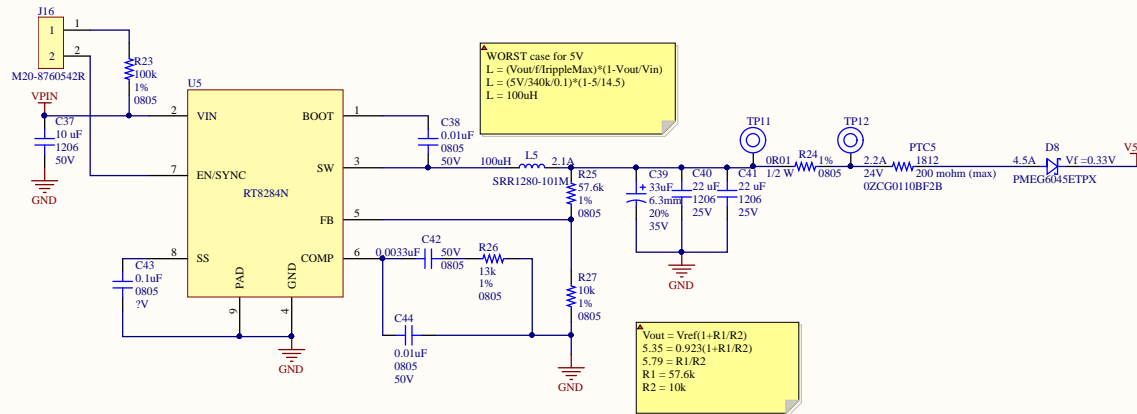 J16
1
2
1
2
M20-8760542R
R23
100k
1%
0805
VPIN
C37
10 uF
1206
50V
GND
U5
2
VIN
7
EN/SYNC
RT8284N
8
SS
PAD
GND
9
4
BOOT
1
SW
3
FB
5
COMP
6
C43
0.1uF
0805
?V
GND
WORST case for 5V
L = (Vout/f/IrippleMax)*(1-Vout/Vin)
L = (5V/340k/0.1)*(1-5/14.5)
L = 100uH
C38
0.01uF
0805
50V
100uH
L5
2.1A
SRR1280-101M
R25
57.6k
1%
0805
C39
33uF
6.3mm
20%
35V
C40
22 uF
1206
25V
C41
22 uF
1206
25V
GND
TP11
0R01
1/2 W
R24
1%
0805
TP12
2.2A
24V
PTC5
1812
200 mohm (max)
0ZCG0110BF2B
4.5A
D8
Vf =0.33V
PMEG6045ETPX
V5
0.0033uF
C42
50V
0805
R26
13k
1%
0805
C44
0.01uF
0805
50V
R27
10k
1%
0805
GND
Vout = Vref(1+R1/R2)
5.35 = 0.923(1+R1/R2)
5.79 = R1/R2
R1 = 57.6k
R2 = 10k